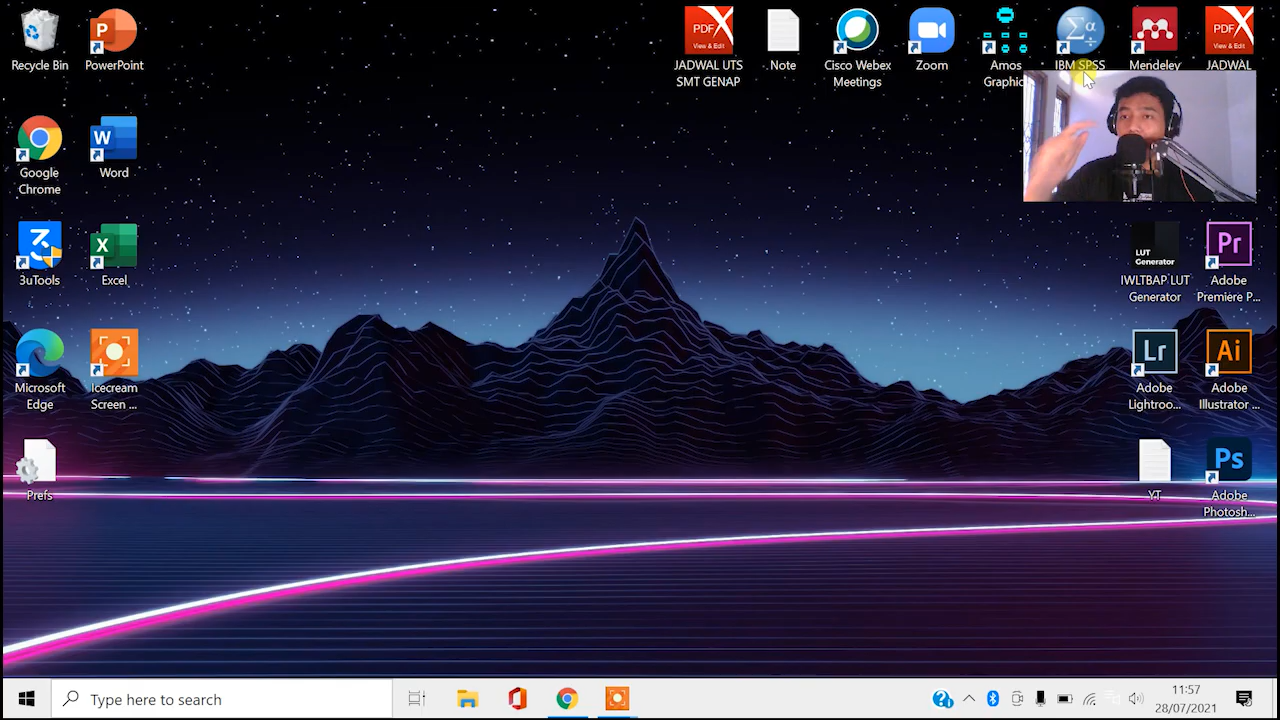 Recycle Bin
PowerPoint
JADWAL UTS
SMT GENAP
Note
Cisco Webex
Meetings
Zoom
Amos
Graphic
IBM SPSS
Mendeley
JADWAL
PDF
View & Edit
PDF
View & Edit
Google
Chrome
Word
3uTools
Excel
LUT
Generator
IWLTBAP LUT
Generator
Pr
Adobe
Premiere P...
Microsoft
Edge
Icecream
Screen ...
Lr
Adobe
Lightroo...
Ai
Adobe
Illustrator ...
Prefs
YT
Ps
Adobe
Photosh...
Type here to search
11:57
28/07/2021